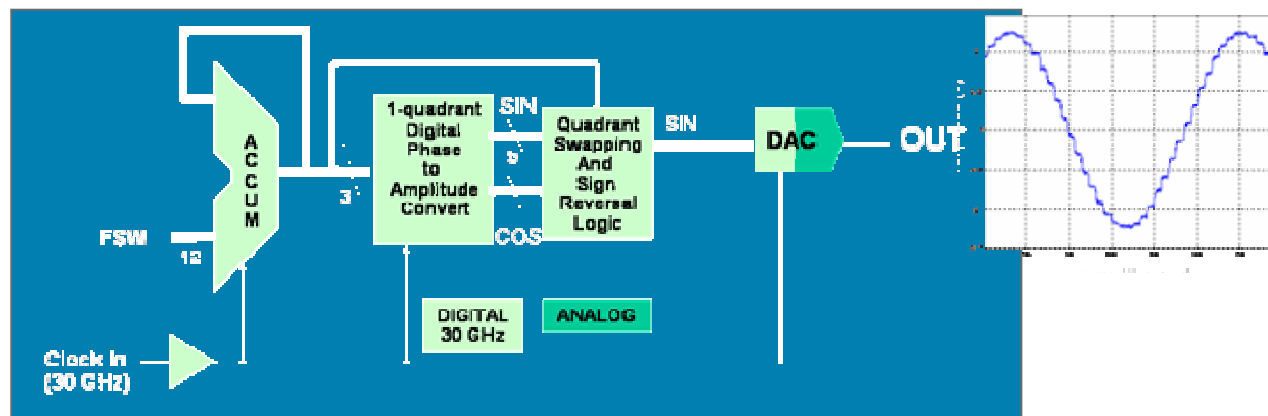 ACCUM
FSW
12
3
1-quadrant
Digital
Phase
to
Amplitude
Convert
SIN
COS
Quadrant
Swapping
And
Sign
Reversal
Logic
SIN
DAC
OUT
DIGITAL
30 GHz
ANALOG
Clock In
(30 GHz)